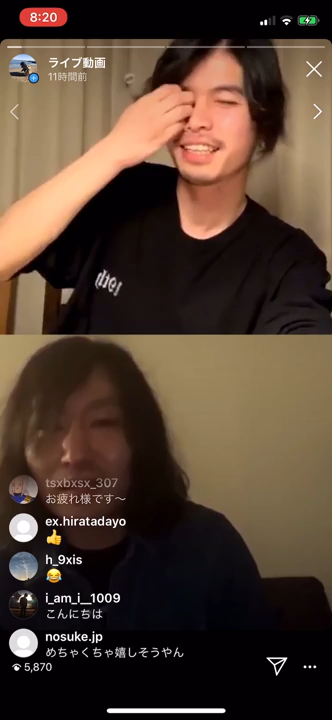 8:20
ライブ動画
11時間前
tsxbxsx_307
お疲れ様です〜
ex.hiratadayo
👍
h_9xis
😂
i_am_i__1009
こんにちは
nosuke.jp
めちゃくちゃ嬉しそうやん
5,870